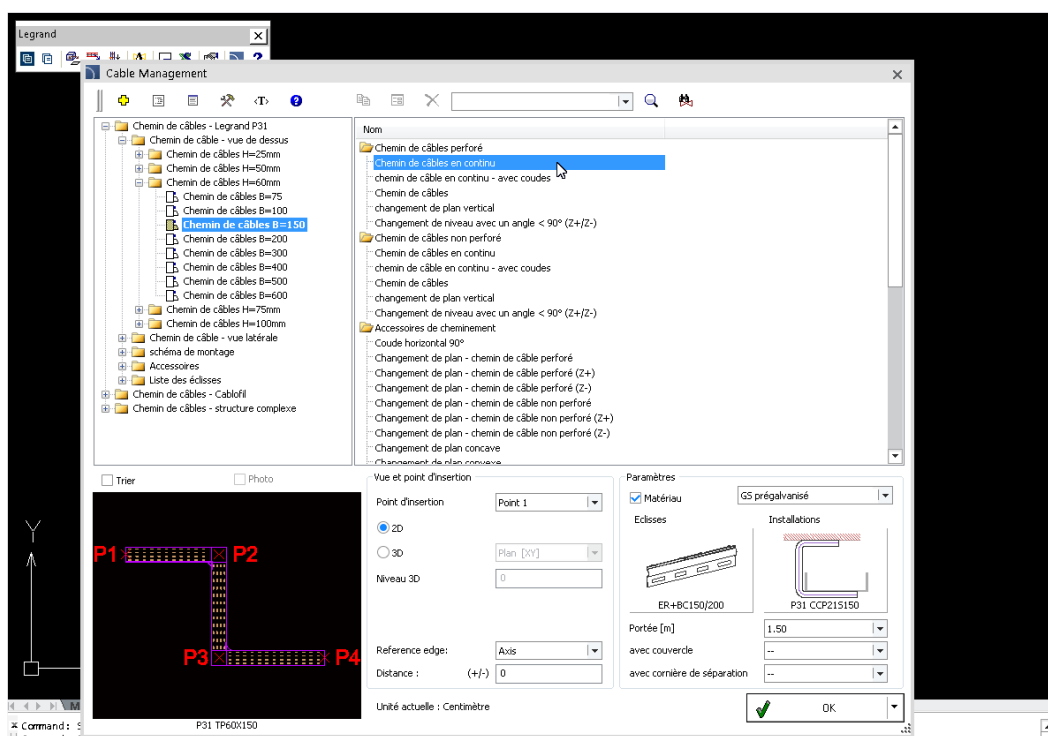 Legrand
Cable Management
<T>
Chemin de câbles - Legrand P31
Chemin de câble - vue de dessus
Chemin de câbles H=25mm
Chemin de câbles H=50mm
Chemin de câbles H=60mm
Chemin de câbles B=75
Chemin de câbles B=100
Chemin de câbles B=150
Chemin de câbles B=200
Chemin de câbles B=300
Chemin de câbles B=400
Chemin de câbles B=500
Chemin de câbles B=600
Chemin de câbles H=75mm
Chemin de câbles H=100mm
Chemin de câble - vue latérale
schéma de montage
Accessoires
Liste des éclisses
Chemin de câbles - Cablofil
Chemin de câbles - structure complexe
Nom
Chemin de câbles perforé
Chemin de câbles en continu
chemin de câble en continu - avec coudes
Chemin de câbles
changement de plan vertical
Changement de niveau avec un angle < 90° (Z+/Z-)
Chemin de câbles non perforé
Chemin de câbles en continu
chemin de câble en continu - avec coudes
Chemin de câbles
changement de plan vertical
Changement de niveau avec un angle < 90° (Z+/Z-)
Accessoires de cheminement
Coude horizontal 90°
Changement de plan - chemin de câble perforé
Changement de plan - chemin de câble perforé (Z+)
Changement de plan - chemin de câble perforé (Z-)
Changement de plan - chemin de câble non perforé
Changement de plan - chemin de câble non perforé (Z+)
Changement de plan - chemin de câble non perforé (Z-)
Changement de plan concave
Changement de plan convexe
Trier
Photo
P1
P2
P3
P4
P31 TP60X150
Vue et point d'insertion
Point d'insertion
Point 1
2D
3D
Plan [XY]
Niveau 3D
0
Reference edge:
Axis
Distance :
(+/-)
0
Unité actuelle : Centimètre
Paramètres
Matériau
GS prégalvanisé
Eclisses
Installations
ER+BC150/200
P31 CCP21S150
Portée [m]
1.50
avec couvercle
--
avec cornière de séparation
--
OK
Y
M
Command: